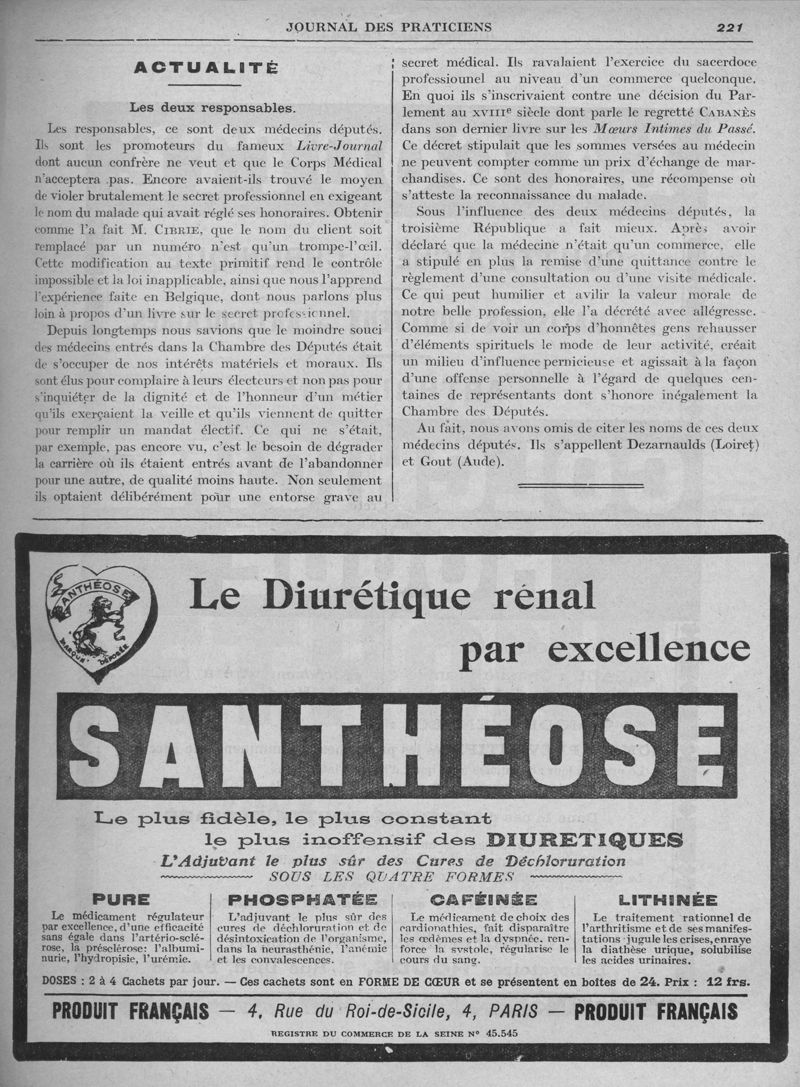 JOURNAL DES PRATICIENS
221
ACTUALITÉ
Les deux responsables.
Les responsables, ce sont deux médecins députés.
Ils sont les promoteurs du fameux Livre-Journal
dont aucun confrère ne veut et que le Corps Médical
n'acceptera pas. Encore avaient-ils trouvé le moyen
de violer brutalement le secret professionnel en exigeant
le nom du malade qui avait réglé ses honoraires. Obtenir
comme l'a fait M. CIBRIE, que le nom du client soit
remplacé par un numéro n'est qu'un trompe-l'œil.
Cette modification au texte primitif rend le contrôle
impossible et la loi inapplicable, ainsi que nous l'apprend
l'expérience faite en Belgique, dont nous parlons plus
loin à propos d'un livre sur le secret professionnel.
Depuis longtemps nous savions que le moindre souci
des médecins entrés dans la Chambre des Députés était
de s'occuper de nos intérêts matériels et moraux. Ils
sont élus pour complaire à leurs électeurs et non pas pour
s'inquiéter de la dignité et de l'honneur d'un métier
qu'ils exerçaient la veille et qu'ils viennent de quitter
pour remplir un mandat électif. Ce qui ne s'était,
par exemple, pas encore vu, c'est le besoin de dégrader
la carrière où ils étaient entrés avant de l'abandonner
pour une autre, de qualité moins haute. Non seulement
ils optaient délibérément pour une entorse grave au
secret médical. Ils ravalaient l'exercice du sacerdoce
professiounel au niveau d'un commerce quelconque.
En quoi ils s'inscrivaient contre une décision du Par-
lement au XVIIIe siècle dont parle le regretté CABANÈS
dans son dernier livre sur les Mœurs Intimes du Passé.
Ce décret stipulait que les sommes versées au médecin
ne peuvent compter comme un prix d'échange de mar-
chandises. Ce sont des honoraires, une récompense où
s'atteste la reconnaissance du malade.
Sous l'influence des deux médecins députés, la
troisième République a fait mieux. Après avoir
déclaré que la médecine n'était qu'un commerce, elle
a stipulé en plus la remise d'une quittance contre le
règlement d'une consultation ou d'une visite médicale.
Ce qui peut humilier et avilir la valeur morale de
notre belle profession, elle l'a décrété avec allégresse.
Comme si de voir un corps d'honnêtes gens rehausser
d'éléments spirituels le mode de leur activité, créait
un milieu d'influence pernicieuse et agissait à la façon
d'une offense personnelle à l'égard de quelques cen-
taines de représentants dont s'honore inégalement la
Chambre des Députés.
Au fait, nous avons omis de citer les noms de ces deux
médecins députés. Ils s'appellent Dezarnaulds (Loiret)
et Gout (Aude).
SANTHÉOSE
MARQUE DÉPOSÉE
Le Diurétique rénal
par excellence
SANTHÉOSE
Le plus fidèle, le plus constant
le plus inoffensif des DIURETIQUES
L'Adjuvant le plus sûr des Cures de Déchloruration
SOUS LES QUATRE FORMES
PURE
Le médicament régulateur
par excellence, d'une efficacité
sans égale dans l'artério-sclé-
rose, la présclérose: l'albumi-
nurie, l'hydropisie, l'urémie.
PHOSPHATÉE
L'adjuvant le plus sûr des
cures de déchloruration et de
désintoxication de l'organisme,
dans la neurasthénie, l'anémie
et les convalescences.
CAFÉINÉE
Le médicament de choix des
cardiopathies, fait disparaître
les œdèmes et la dyspnée, ren-
force la systole, régularise le
cours du sang.
LITHINÉE
Le traitement rationnel de
l'arthritisme et de ses manifes-
tations - jugule les crises, enraye
la diathèse urique, solubilise
les acides urinaires.
DOSES : 2 à 4 Cachets par jour. — Ces cachets sont en FORME DE CŒUR et se présentent en boîtes de 24. Prix : 12 frs.
PRODUIT FRANÇAIS — 4, Rue du Roi-de-Sicile, 4, PARIS — PRODUIT FRANÇAIS
REGISTRE DU COMMERCE DE LA SEINE N° 45.545